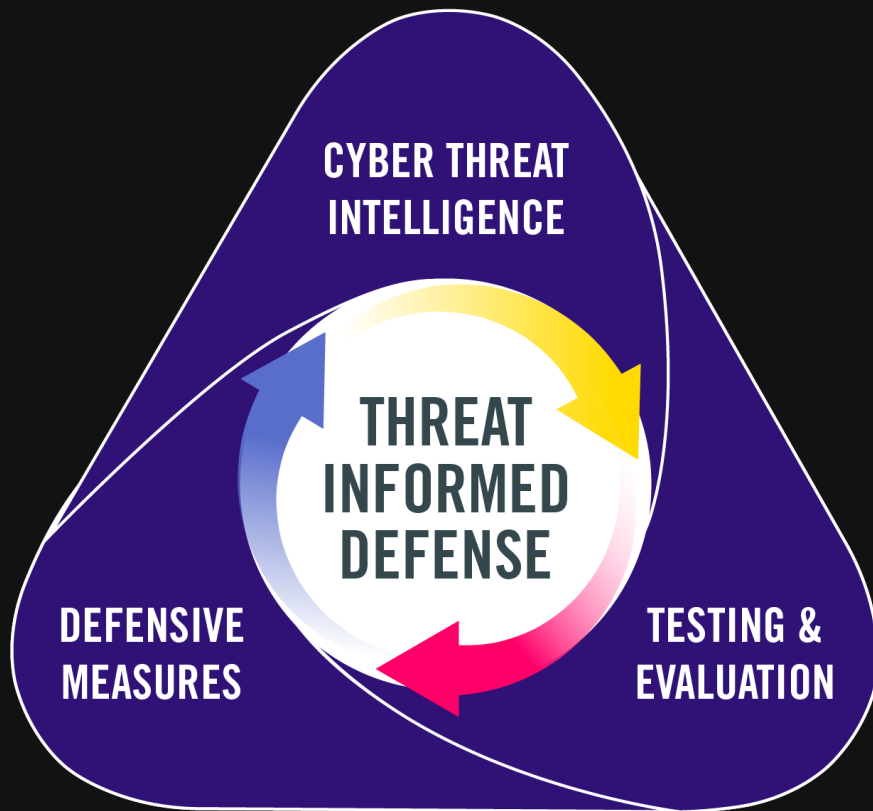 CYBER THREAT
INTELLIGENCE
THREAT
INFORMED
DEFENSE
DEFENSIVE
MEASURES
TESTING &
EVALUATION